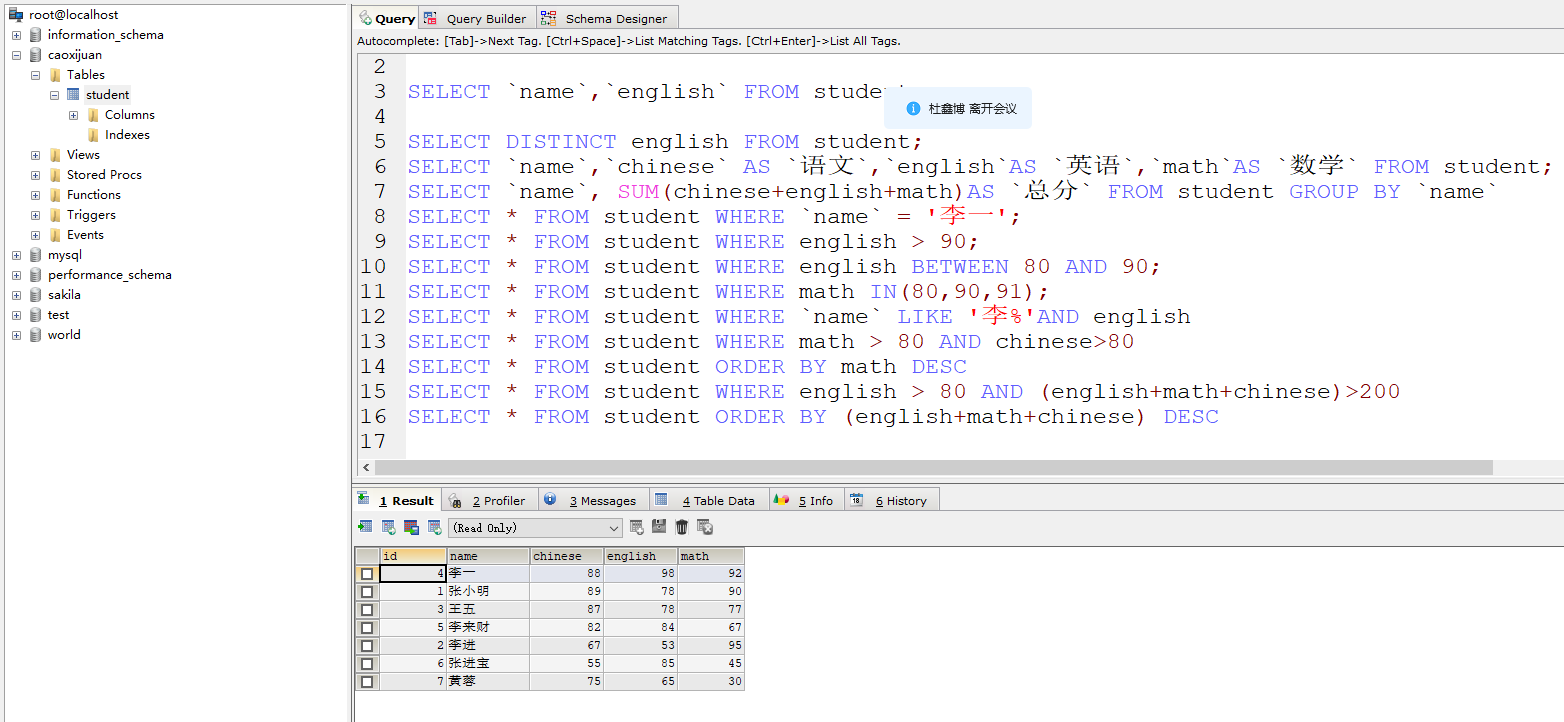 root@localhost
information_schema
caoxijuan
Tables
student
Columns
Indexes
Views
Stored Procs
Functions
Triggers
Events
mysql
performance_schema
sakila
test
world
Query Query Builder Schema Designer
Autocomplete: [Tab]->Next Tag. [Ctrl+Space]->List Matching Tags. [Ctrl+Enter]->List All Tags.
2
3 SELECT `name`,`english` FROM student
杜鑫博 离开会议
4
5 SELECT DISTINCT english FROM student;
6 SELECT `name`,`chinese` AS `语文`,`english`AS `英语`,`math`AS `数学` FROM student;
7 SELECT `name`, SUM(chinese+english+math)AS `总分` FROM student GROUP BY `name`
8 SELECT * FROM student WHERE `name` = '李一';
9 SELECT * FROM student WHERE english > 90;
10 SELECT * FROM student WHERE english BETWEEN 80 AND 90;
11 SELECT * FROM student WHERE math IN(80,90,91);
12 SELECT * FROM student WHERE `name` LIKE '李%'AND english
13 SELECT * FROM student WHERE math > 80 AND chinese>80
14 SELECT * FROM student ORDER BY math DESC
15 SELECT * FROM student WHERE english > 80 AND (english+math+chinese)>200
16 SELECT * FROM student ORDER BY (english+math+chinese) DESC
17
1 Result 2 Profiler 3 Messages 4 Table Data 5 Info 6 History
(Read Only)
id name chinese english math
4 李一 88 98 92
1 张小明 89 78 90
3 王五 87 78 77
5 李来财 82 84 67
2 李进 67 53 95
6 张进宝 55 85 45
7 黄蓉 75 65 30